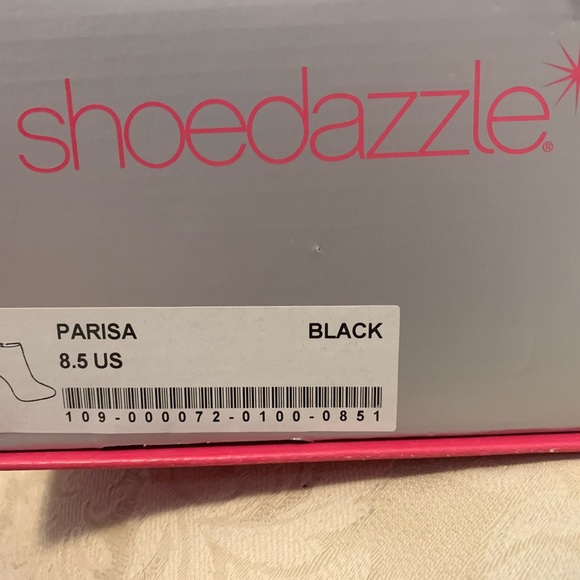 shoedazzle®
PARISA BLACK
8.5 US
109-000072-0100-0851